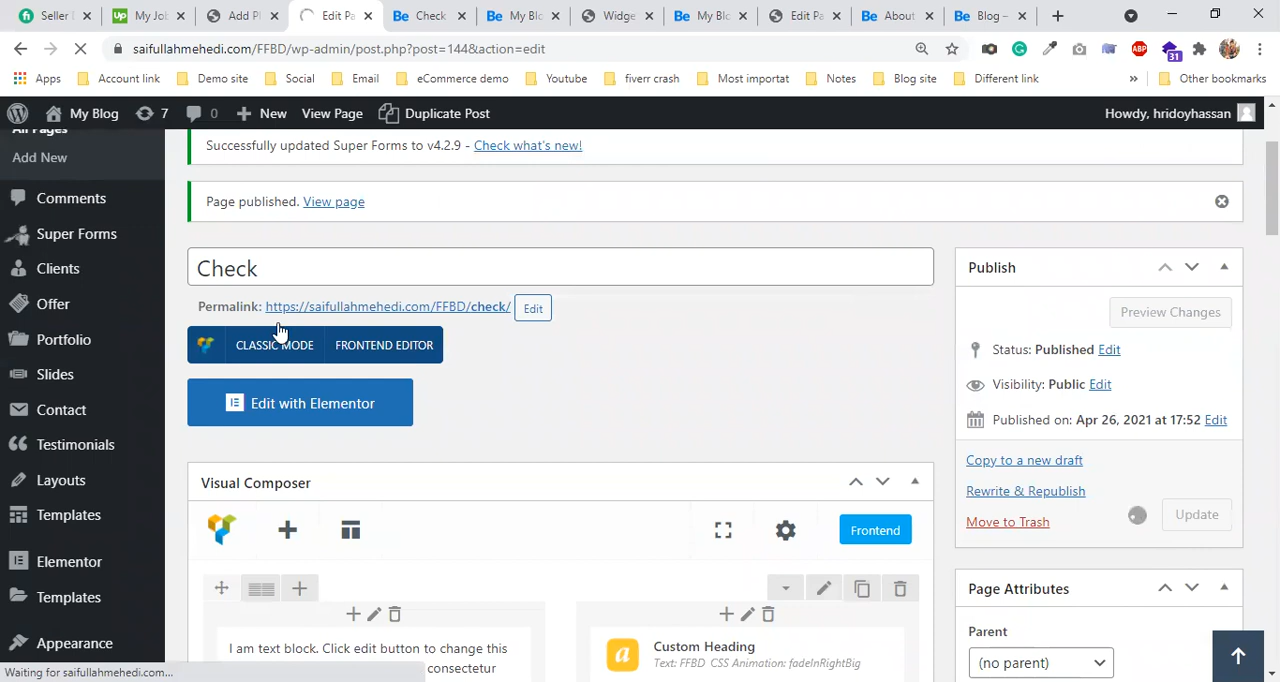 Seller T
My Jo
Add Pl
Edit Pa
Check
My Blo
Widge
My Blo
Edit Pa
About
Blog –
saifullahmehedi.com/FFBD/wp-admin/post.php?post=144&action=edit
ABP
31
Apps
Account link
Demo site
Social
Email
eCommerce demo
Youtube
fiverr crash
Most importat
Notes
Blog site
Different link
»
Other bookmarks
My Blog
7
0
New
View Page
Duplicate Post
Howdy, hridoyhassan
All Pages
Add New
Comments
Super Forms
Clients
Offer
Portfolio
Slides
Contact
Testimonials
Layouts
Templates
Elementor
Templates
Appearance
Successfully updated Super Forms to v4.2.9 - Check what's new!
Page published. View page
Check
Permalink: https://saifullahmehedi.com/FFBD/check/ Edit
CLASSIC MODE
FRONTEND EDITOR
Edit with Elementor
Visual Composer
Frontend
I am text block. Click edit button to change this
consectetur
Custom Heading
Text: FFBD CSS Animation: fadeInRightBig
Publish
Preview Changes
Status: Published Edit
Visibility: Public Edit
Published on: Apr 26, 2021 at 17:52 Edit
Copy to a new draft
Rewrite & Republish
Move to Trash
Update
Page Attributes
Parent
(no parent)
Waiting for saifullahmehedi.com...